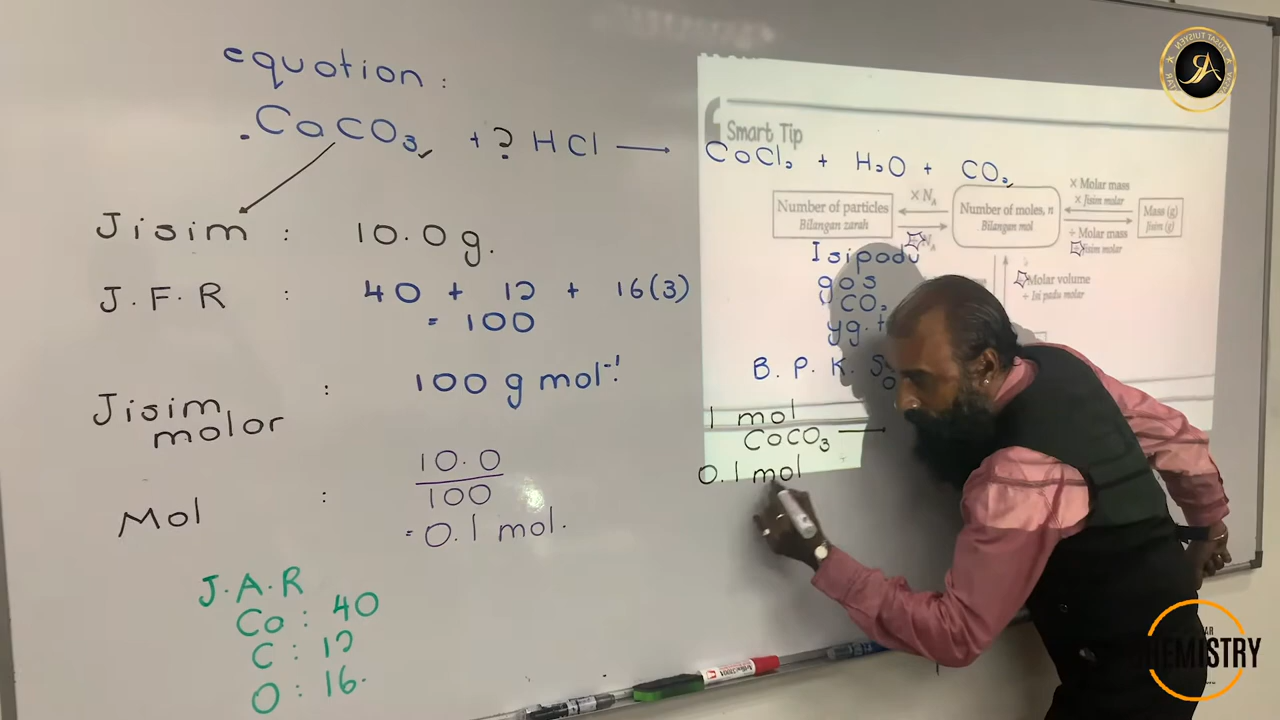 equation :
CaCO3 + ? HCl → CaCl2 + H2O + CO2
Jisim : 10.0 g.
J.F.R : 40 + 12 + 16(3)
= 100
Jisim molar : 100 g mol⁻¹.
Mol : 10.0
100
= 0.1 mol.
J.A.R
Ca : 40
C : 12
O : 16.
Smart Tip
Number of particles
Bilangan zarah
× NA
NA
Number of moles, n
Bilangan mol
× Molar mass
× Jisim molar
÷ Molar mass
Jisim molar
Mass (g)
Jisim (g)
Molar volume
÷ Isi padu molar
Isipadu
gas
CO2
yg.
B. P. K.
1 mol
CaCO3
0.1 mol
PUSAT TUISYEN
CHEMISTRY